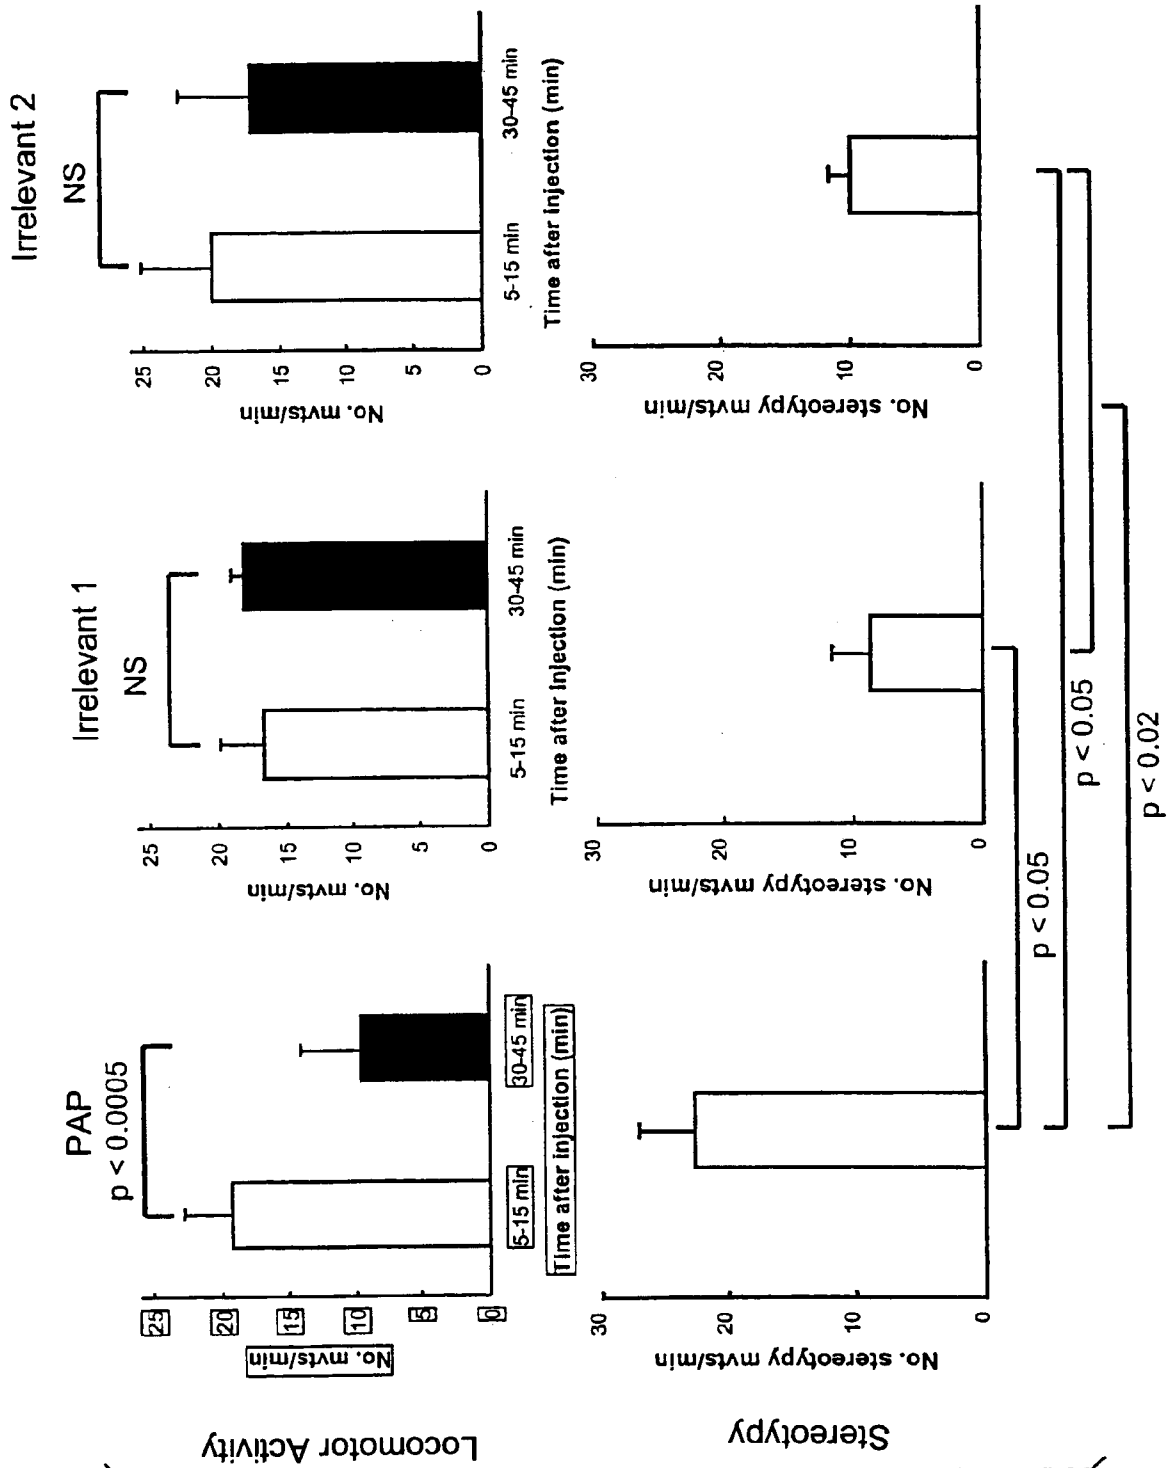 Locomotor Activity
PAP
p < 0.0005
No. mvts/min
25
20
15
10
5
0
5-15 min
30-45 min
Time after injection (min)
Irrelevant 1
NS
No. mvts/min
25
20
15
10
5
0
5-15 min
30-45 min
Time after injection (min)
Irrelevant 2
NS
No. mvts/min
25
20
15
10
5
0
5-15 min
30-45 min
Time after injection (min)
Stereotypy
No. stereotypy mvts/min
30
20
10
0
No. stereotypy mvts/min
30
20
10
0
No. stereotypy mvts/min
30
20
10
0
p < 0.05
p < 0.05
p < 0.02